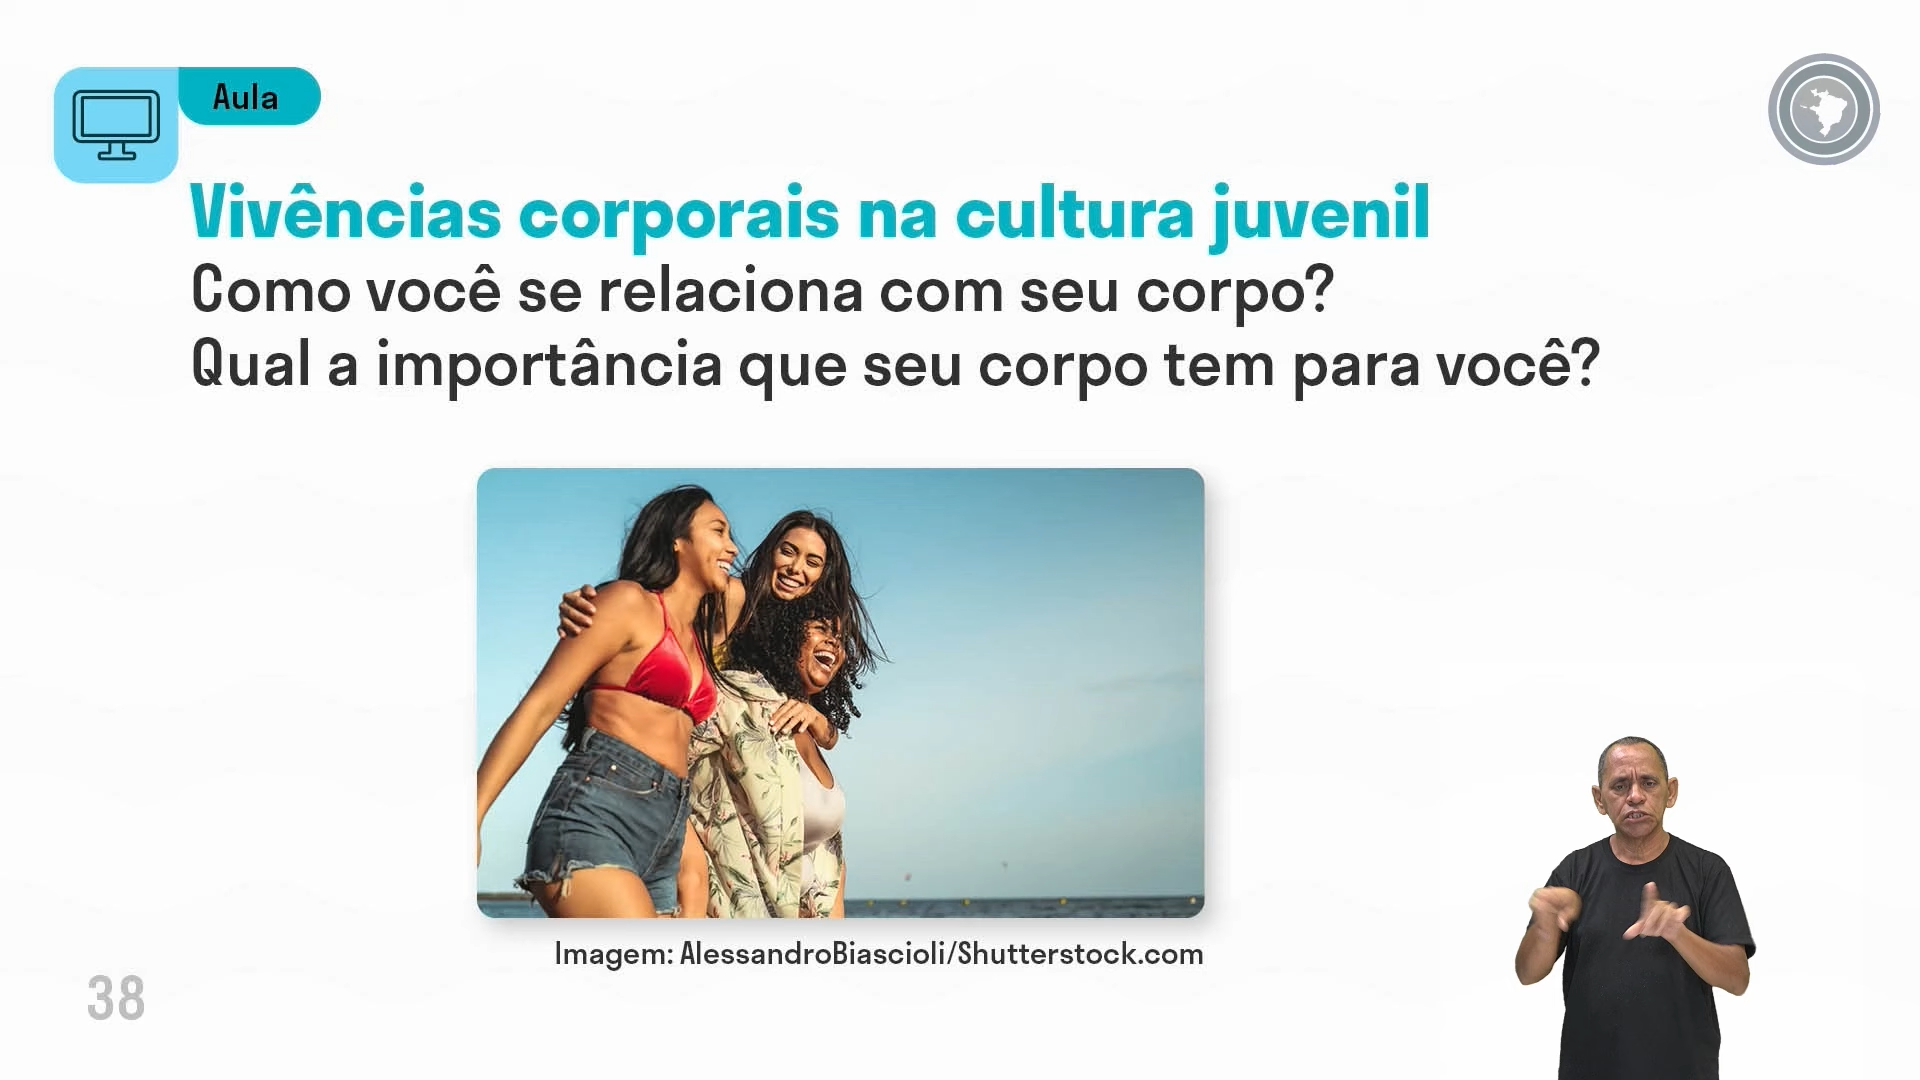 Aula
Vivências corporais na cultura juvenil
Como você se relaciona com seu corpo?
Qual a importância que seu corpo tem para você?
Imagem: AlessandroBiascioli/Shutterstock.com
38